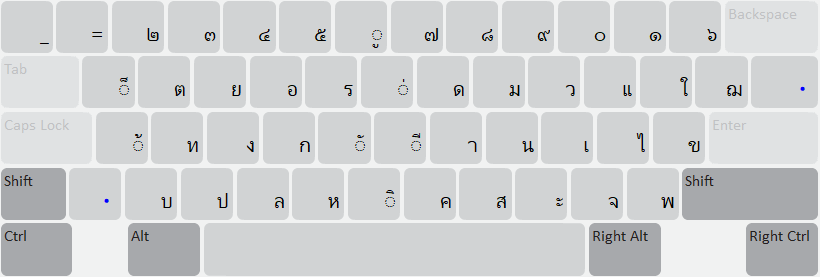 _ = ๒ ๓ ๔ ๕ ู ๗ ๘ ๙ ๐ ๑ ๖ Backspace
Tab ็ ต ย อ ร ่ ด ม ว แ ใ ฌ
Caps Lock ้ ท ง ก ั ี า น เ ไ ข Enter
Shift บ ป ล ห ิ ค ส ะ จ พ Shift
Ctrl Alt Right Alt Right Ctrl